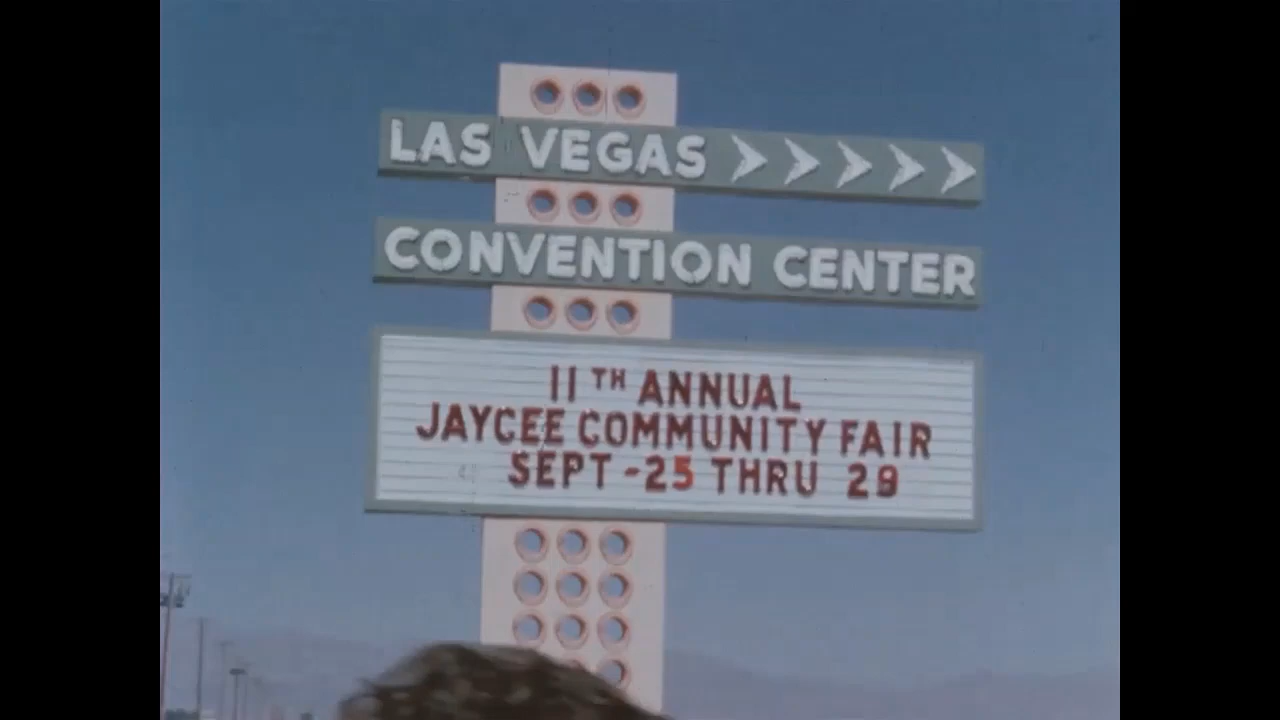 LAS VEGAS
CONVENTION CENTER
11TH ANNUAL
JAYCEE COMMUNITY FAIR
SEPT -25 THRU 29